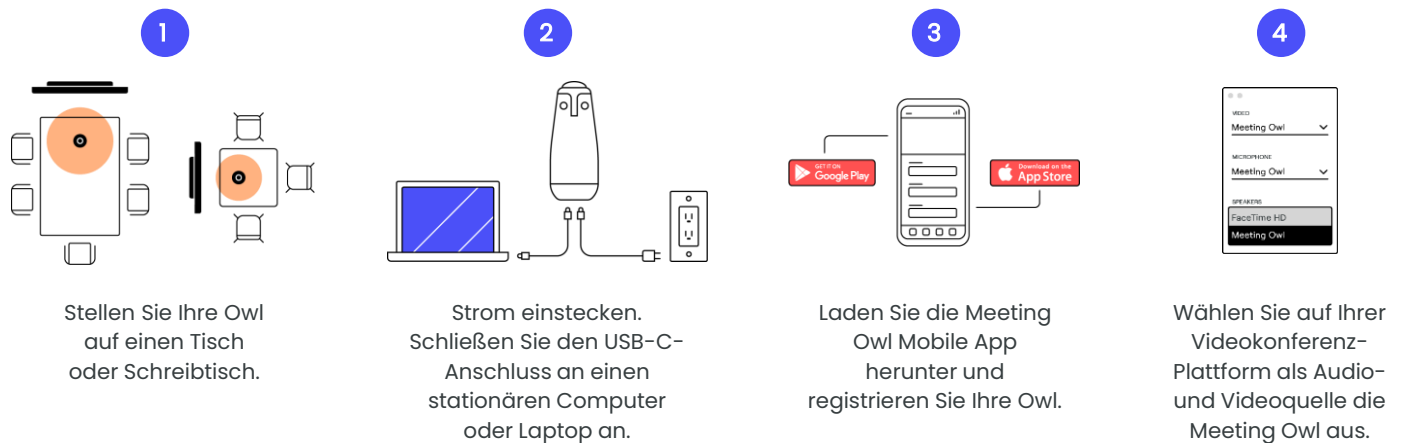 1
Stellen Sie Ihre Owl
auf einen Tisch
oder Schreibtisch.
2
Strom einstecken.
Schließen Sie den USB-C-
Anschluss an einen
stationären Computer
oder Laptop an.
3
GET IT ON
Google Play
Download on the
App Store
Laden Sie die Meeting
Owl Mobile App
herunter und
registrieren Sie Ihre Owl.
4
VIDEO
Meeting Owl
MICROPHONE
Meeting Owl
SPEAKERS
FaceTime HD
Meeting Owl
Wählen Sie auf Ihrer
Videokonferenz-
Plattform als Audio-
und Videoquelle die
Meeting Owl aus.